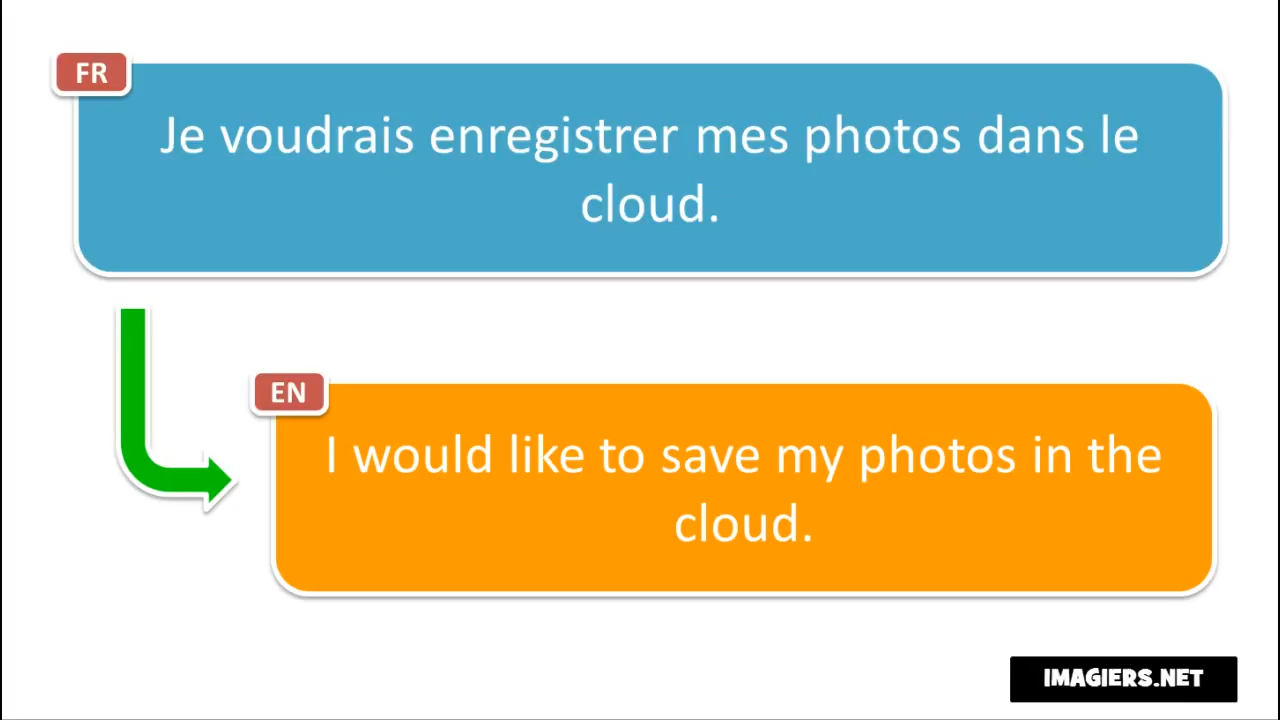 FR
Je voudrais enregistrer mes photos dans le
cloud.
EN
I would like to save my photos in the
cloud.
IMAGIERS.NET